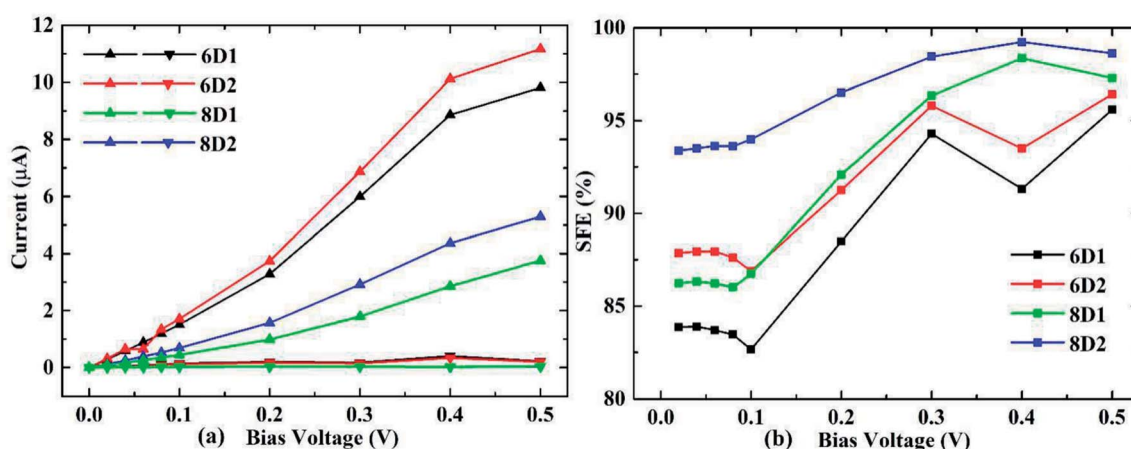 12
10
8
6
4
2
0
Current (μA)
6D1
6D2
8D1
8D2
0.0 0.1 0.2 0.3 0.4 0.5
(a) Bias Voltage (V)
100
95
90
85
80
SFE (%)
6D1
6D2
8D1
8D2
0.0 0.1 0.2 0.3 0.4 0.5
(b) Bias Voltage (V)